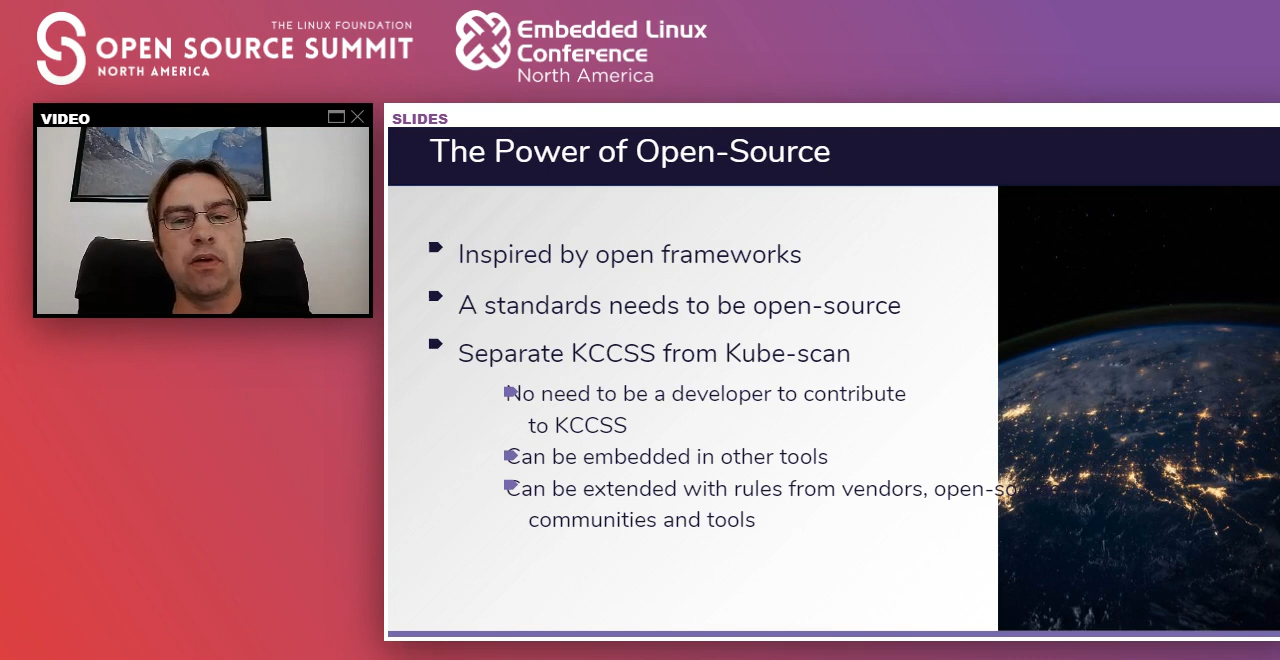 THE LINUX FOUNDATION
OPEN SOURCE SUMMIT
NORTH AMERICA
Embedded Linux
Conference
North America
VIDEO
SLIDES
The Power of Open-Source
Inspired by open frameworks
A standards needs to be open-source
Separate KCCSS from Kube-scan
No need to be a developer to contribute
to KCCSS
Can be embedded in other tools
Can be extended with rules from vendors, open-so
communities and tools